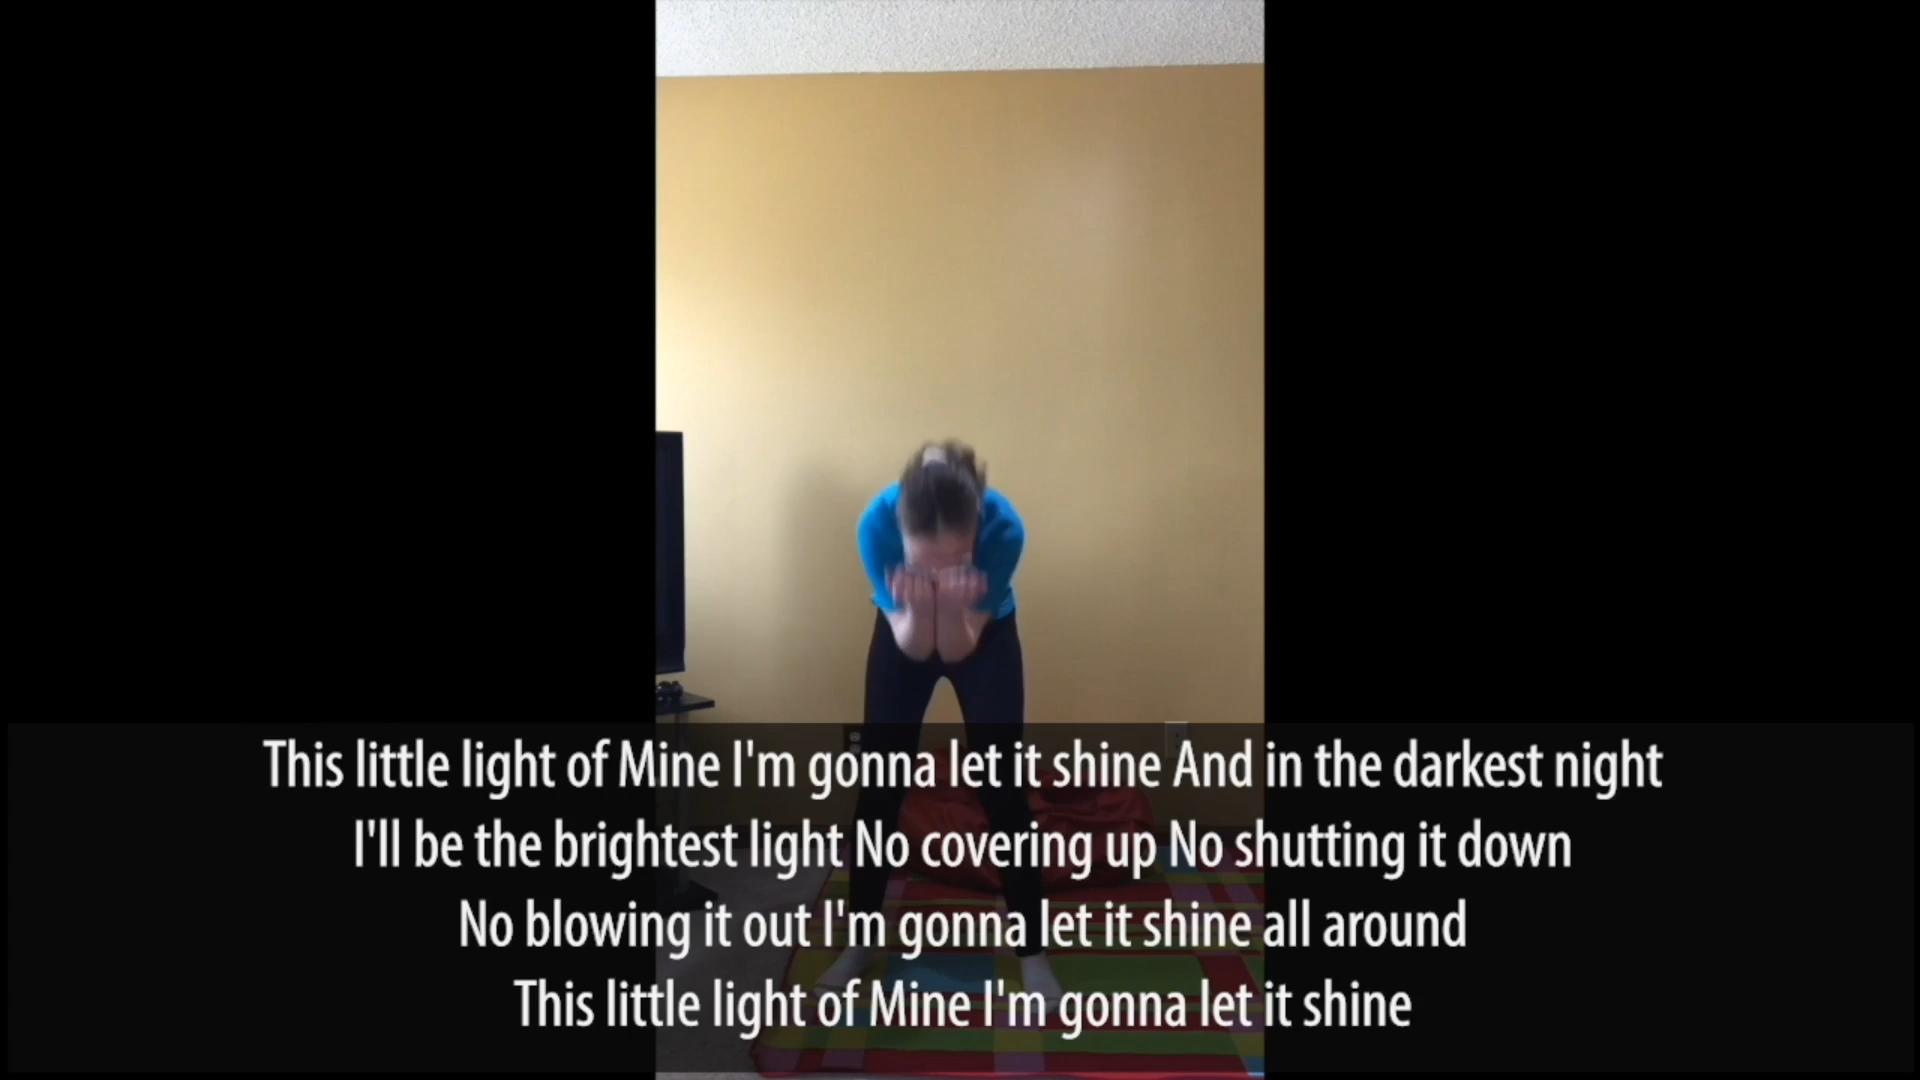 This little light of Mine I'm gonna let it shine And in the darkest night
I'll be the brightest light No covering up No shutting it down
No blowing it out I'm gonna let it shine all around
This little light of Mine I'm gonna let it shine